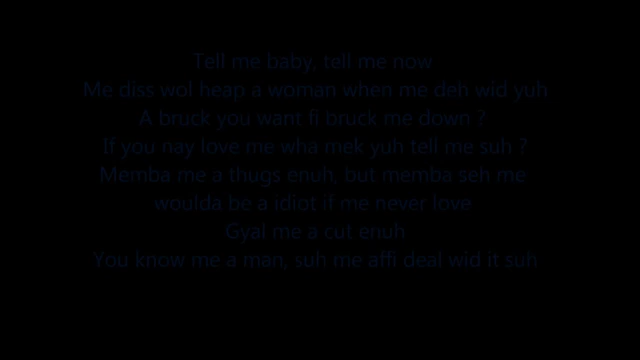 Tell me baby, tell me now
Me diss wol heap a woman when me deh wid yuh
A bruck you want fi bruck me down ?
If you nay love me wha mek yuh tell me suh ?
Memba me a thugs enuh, but memba seh me
woulda be a idiot if me never love
Gyal me a cut enuh
You know me a man, suh me affi deal wid it suh